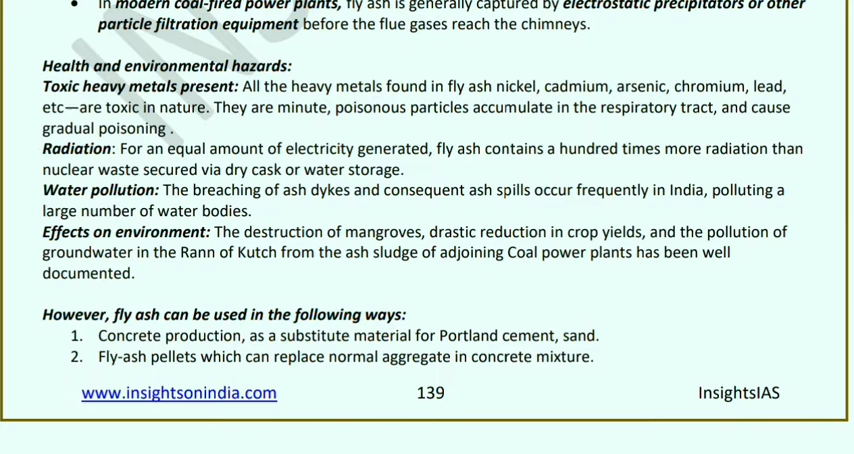 • In modern coal-fired power plants, fly ash is generally captured by electrostatic precipitators or other
particle filtration equipment before the flue gases reach the chimneys.
Health and environmental hazards:
Toxic heavy metals present: All the heavy metals found in fly ash nickel, cadmium, arsenic, chromium, lead,
etc—are toxic in nature. They are minute, poisonous particles accumulate in the respiratory tract, and cause
gradual poisoning .
Radiation: For an equal amount of electricity generated, fly ash contains a hundred times more radiation than
nuclear waste secured via dry cask or water storage.
Water pollution: The breaching of ash dykes and consequent ash spills occur frequently in India, polluting a
large number of water bodies.
Effects on environment: The destruction of mangroves, drastic reduction in crop yields, and the pollution of
groundwater in the Rann of Kutch from the ash sludge of adjoining Coal power plants has been well
documented.
However, fly ash can be used in the following ways:
1. Concrete production, as a substitute material for Portland cement, sand.
2. Fly-ash pellets which can replace normal aggregate in concrete mixture.
www.insightsonindia.com 139 InsightsIAS